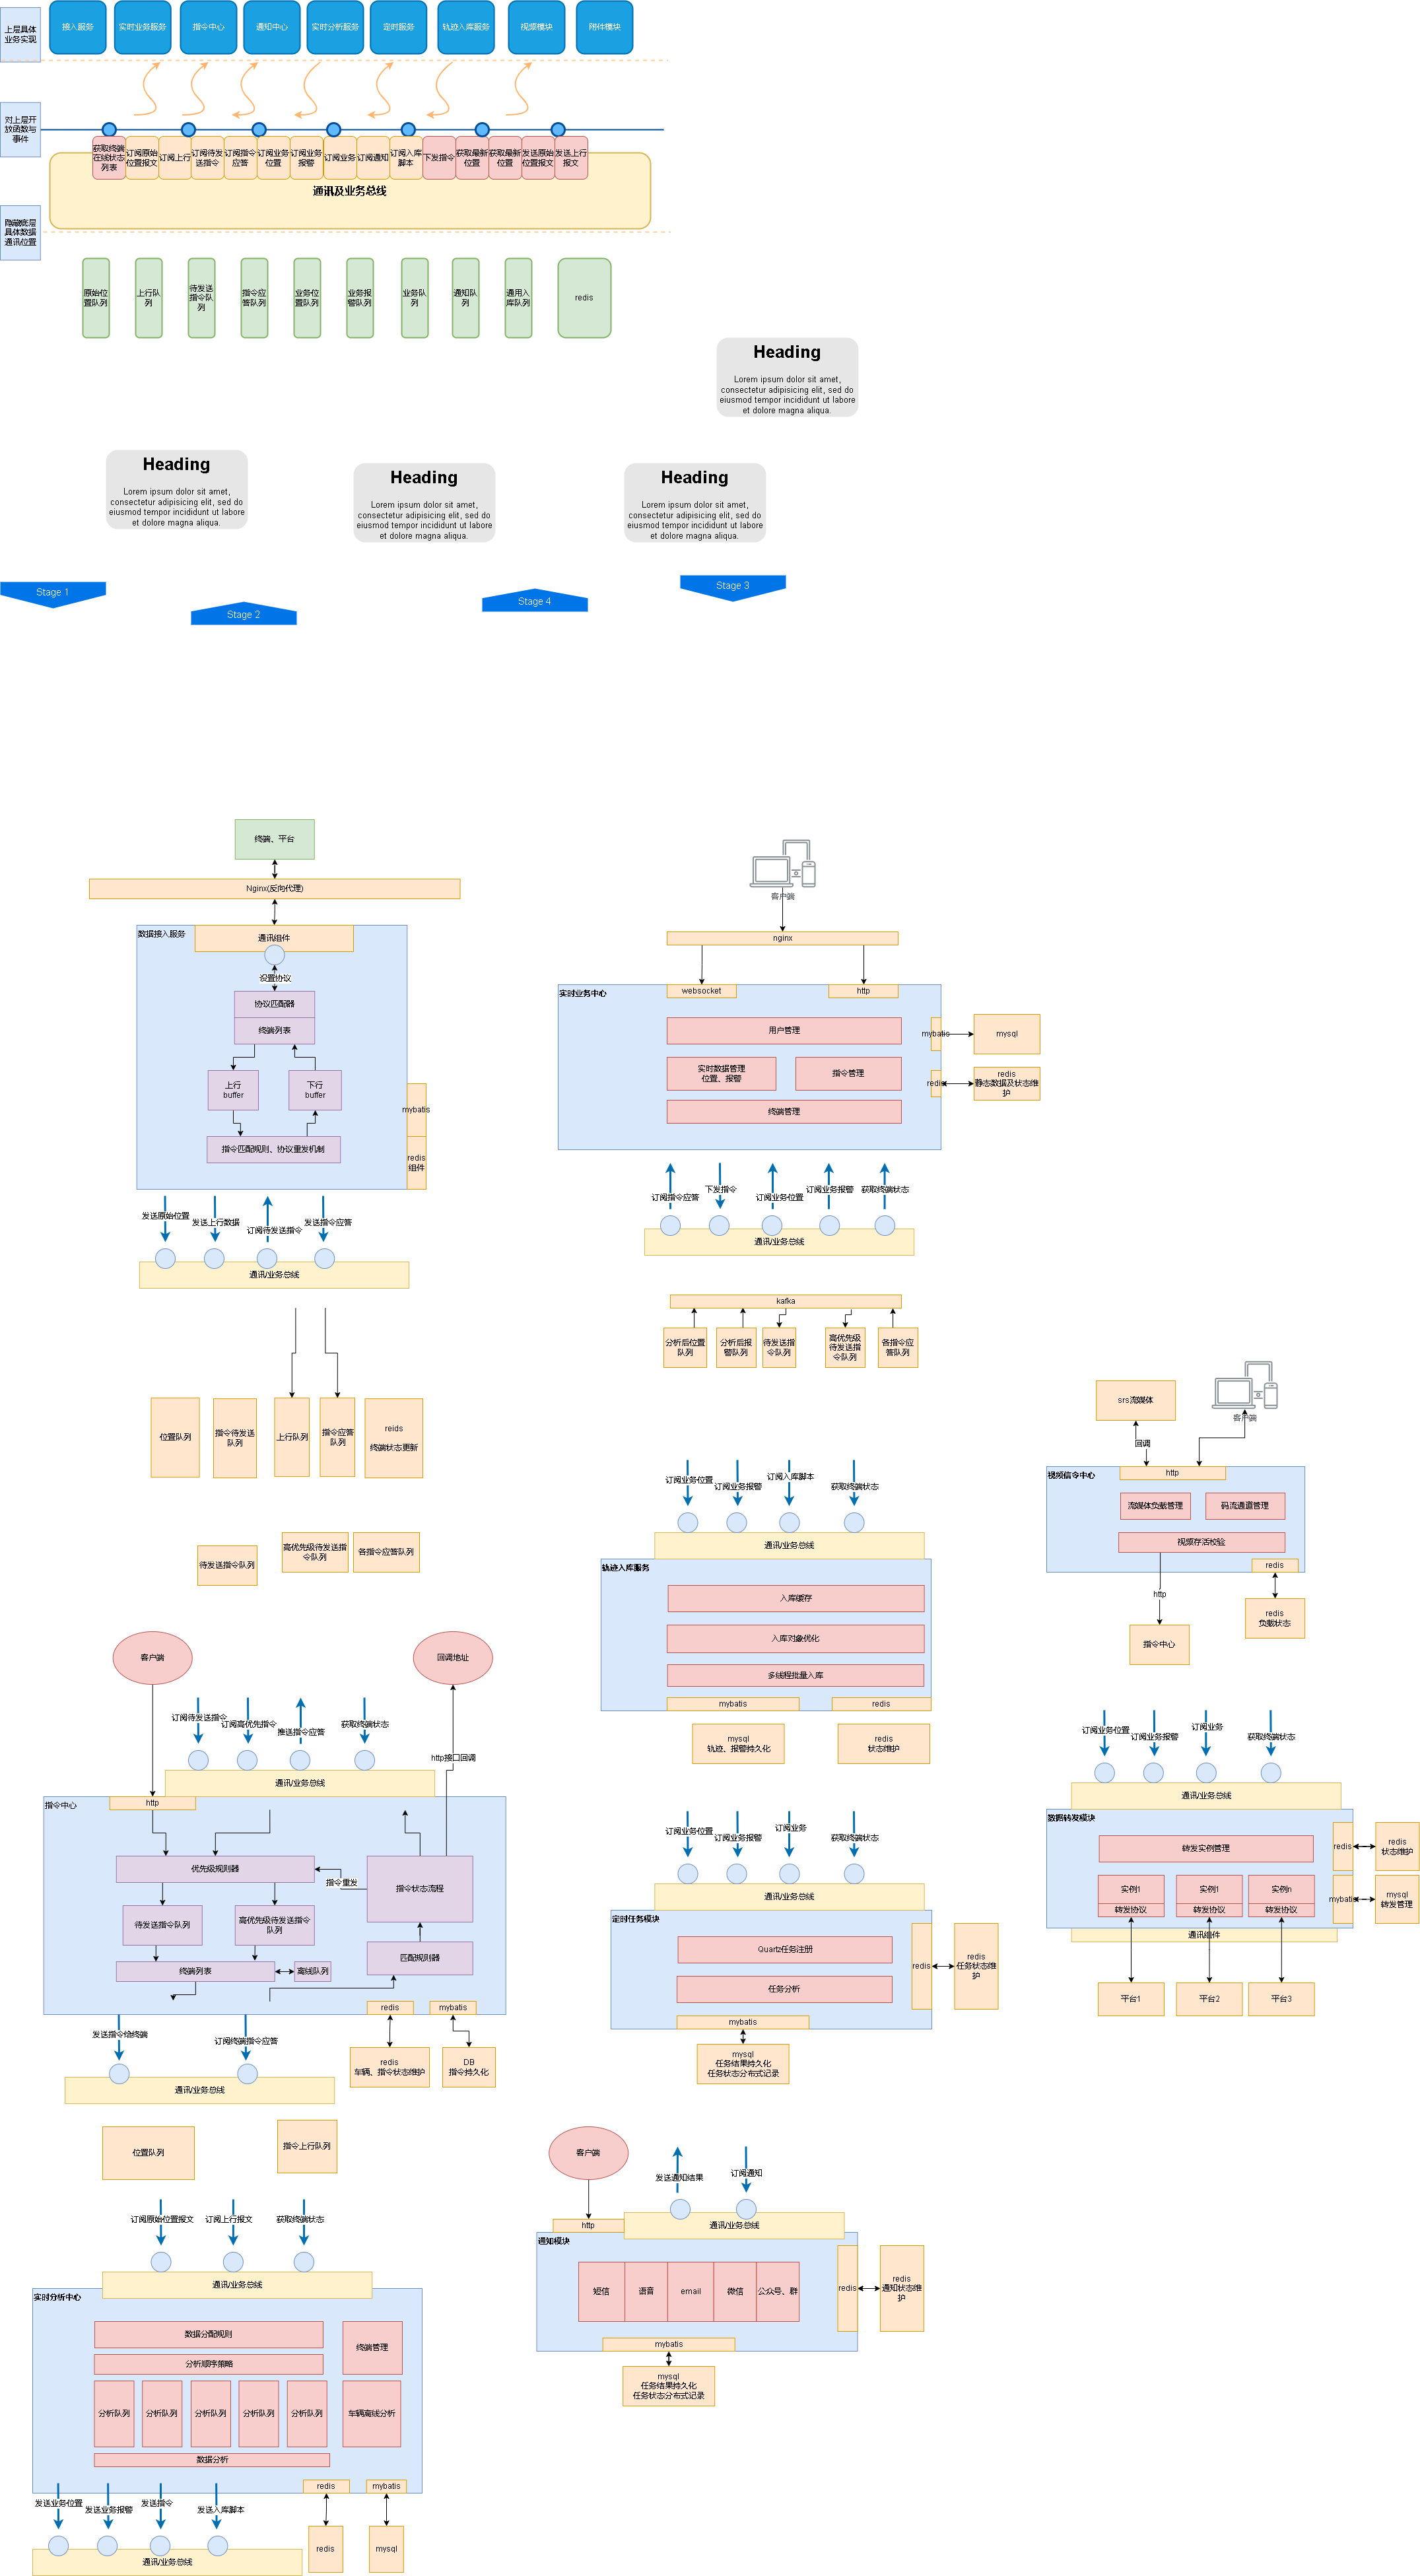 上层具体
业务实现
接入服务
实时业务服务
指令中心
通知中心
实时分析服务
定时服务
轨迹入库服务
视频模块
附件模块
对上层开
放函数与
事件
获取终端
在线状态
列表
订阅原始
位置报文
订阅上行
订阅待发
送指令
订阅指令
应答
订阅业务
位置
订阅业务
报警
订阅业务
订阅通知
订阅入库
脚本
下发指令
获取最新
位置
获取最新
位置
发送原始
位置报文
发送上行
报文
通讯及业务总线
隐藏底层
具体数据
通讯位置
原始位
置队列
上行队
列
待发送
指令队
列
指令应
答队列
业务位
置队列
业务报
警队列
业务队
列
通知队
列
通用入
库队列
redis
Heading
Lorem ipsum dolor sit amet,
consectetur adipisicing elit, sed do
eiusmod tempor incididunt ut labore
et dolore magna aliqua.
Heading
Lorem ipsum dolor sit amet,
consectetur adipisicing elit, sed do
eiusmod tempor incididunt ut labore
et dolore magna aliqua.
Heading
Lorem ipsum dolor sit amet,
consectetur adipisicing elit, sed do
eiusmod tempor incididunt ut labore
et dolore magna aliqua.
Heading
Lorem ipsum dolor sit amet,
consectetur adipisicing elit, sed do
eiusmod tempor incididunt ut labore
et dolore magna aliqua.
Stage 1
Stage 2
Stage 4
Stage 3
终端、平台
Nginx(反向代理)
数据接入服务
通讯组件
设置协议
协议匹配器
终端列表
上行
buffer
下行
buffer
指令匹配规则、协议重发机制
mybatis
redis
组件
发送原始位置
发送上行数据
订阅待发送指令
发送指令应答
通讯/业务总线
位置队列
指令待发送
队列
上行队列
指令应答
队列
reids
终端状态更新
待发送指令队列
高优先级待发送指
令队列
各指令应答队列
客户端
nginx
实时业务中心
websocket
http
用户管理
实时数据管理
位置、报警
指令管理
终端管理
mybatis
mysql
redis
redis
静态数据及状态维
护
订阅指令应答
下发指令
订阅业务位置
订阅业务报警
获取终端状态
通讯/业务总线
kafka
分析后位置
队列
分析后报
警队列
待发送指
令队列
高优先级
待发送指
令队列
各指令应
答队列
订阅业务位置
订阅业务报警
订阅入库脚本
获取终端状态
通讯/业务总线
轨迹入库服务
入库缓存
入库对象优化
多线程批量入库
mybatis
redis
mysql
轨迹、报警持久化
redis
状态维护
srs流媒体
客户端
回调
http
视频信令中心
流媒体负载管理
码流通道管理
视频存活校验
redis
http
指令中心
redis
负载状态
客户端
回调地址
订阅待发送指令
订阅高优先指令
推送指令应答
获取终端状态
http接口回调
通讯/业务总线
指令中心
http
优先级规则器
指令重发
指令状态流程
待发送指令队列
高优先级待发送指令
队列
匹配规则器
终端列表
离线队列
redis
mybatis
发送指令给终端
订阅终端指令应答
redis
车辆、指令状态维护
DB
指令持久化
通讯/业务总线
位置队列
指令上行队列
订阅业务位置
订阅业务报警
订阅业务
获取终端状态
通讯/业务总线
定时任务模块
Quartz任务注册
任务分析
mybatis
redis
redis
任务状态维
护
mysql
任务结果持久化
任务状态分布式记录
订阅业务位置
订阅业务报警
订阅业务
获取终端状态
通讯/业务总线
数据转发模块
转发实例管理
实例1
转发协议
实例1
转发协议
实例n
转发协议
通讯组件
redis
redis
状态维护
mybatis
mysql
转发管理
平台1
平台2
平台3
订阅原始位置报文
订阅上行报文
获取终端状态
通讯/业务总线
实时分析中心
数据分配规则
分析顺序策略
终端管理
分析队列
分析队列
分析队列
分析队列
分析队列
车辆离线分析
数据分析
redis
mybatis
发送业务位置
发送业务报警
发送指令
发送入库脚本
通讯/业务总线
redis
mysql
客户端
发送通知结果
订阅通知
http
通讯/业务总线
通知模块
短信
语音
email
微信
公众号、群
mybatis
redis
redis
通知状态维
护
mysql
任务结果持久化
任务状态分布式记录